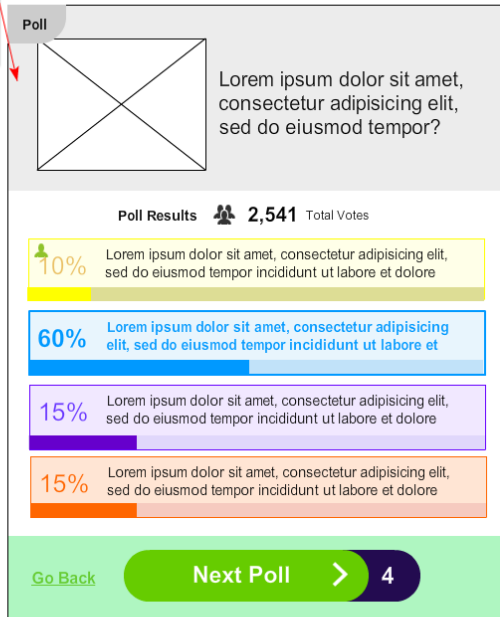 Poll
Lorem ipsum dolor sit amet,
consectetur adipisicing elit,
sed do eiusmod tempor?
Poll Results 2,541 Total Votes
10%
Lorem ipsum dolor sit amet, consectetur adipisicing elit,
sed do eiusmod tempor incididunt ut labore et dolore
60%
Lorem ipsum dolor sit amet, consectetur adipisicing
elit, sed do eiusmod tempor incididunt ut labore et
15%
Lorem ipsum dolor sit amet, consectetur adipisicing elit,
sed do eiusmod tempor incididunt ut labore et dolore
15%
Lorem ipsum dolor sit amet, consectetur adipisicing elit,
sed do eiusmod tempor incididunt ut labore et dolore
Go Back Next Poll 4